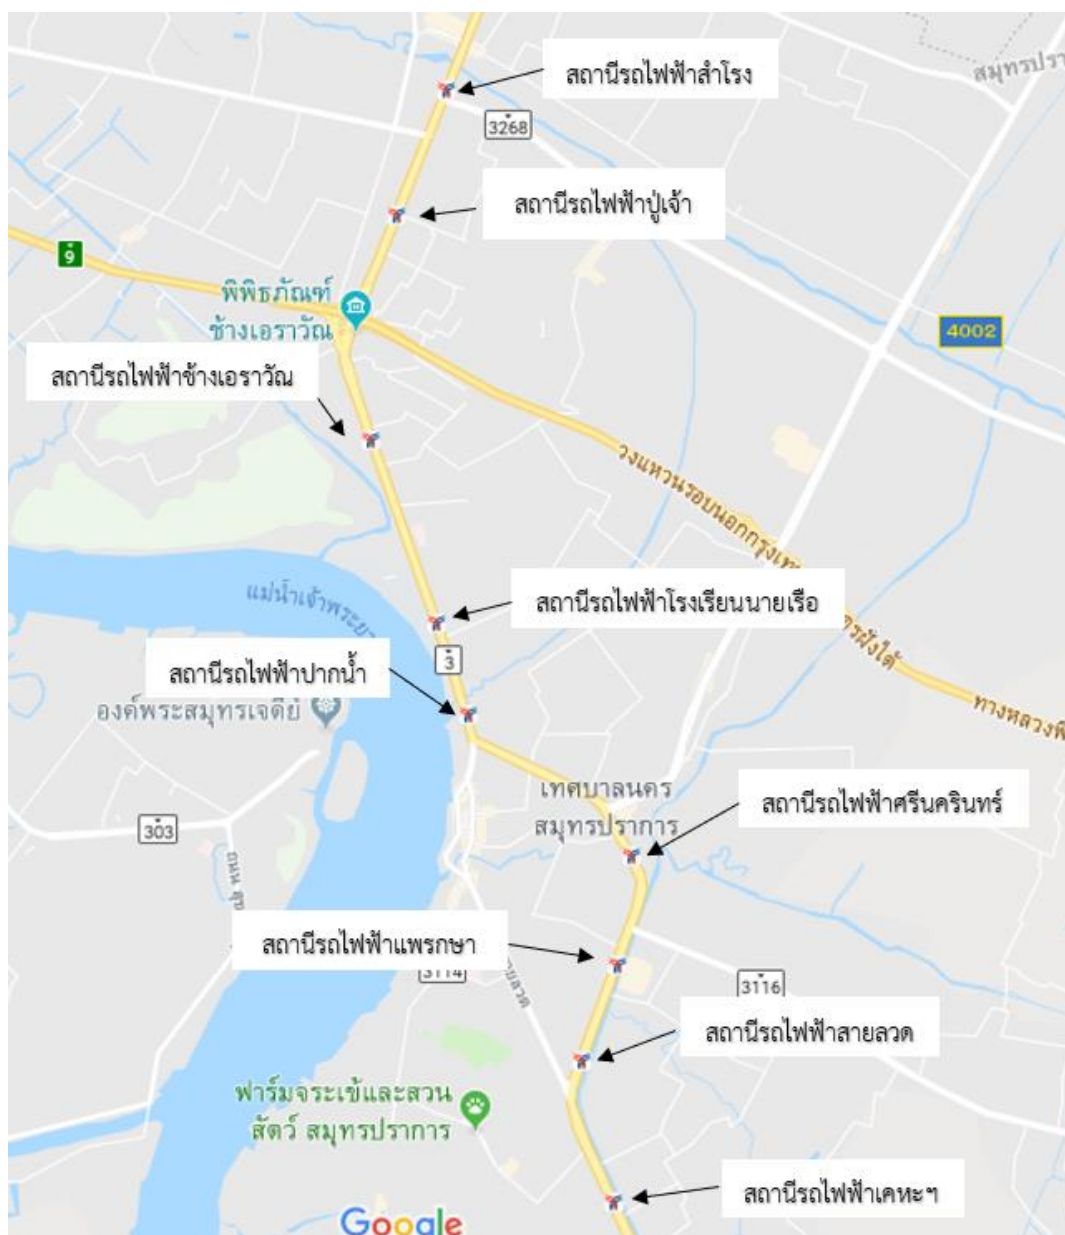 สถานีรถไฟฟ้าสำโรง
สมุทรปรา
3268
สถานีรถไฟฟ้าปู่เจ้า
9
พิพิธภัณฑ์
ช้างเอราวัณ
4002
สถานีรถไฟฟ้าช้างเอราวัณ
วงแหวนรอบนอกกรุงเทพ
แม่น้ำเจ้าพระยา
สถานีรถไฟฟ้าโรงเรียนนายเรือ
รฝั่งใต้
3
สถานีรถไฟฟ้าปากน้ำ
องค์พระสมุทรเจดีย์
ทางหลวงพิ
เทศบาลนคร
สมุทรปราการ
สถานีรถไฟฟ้าศรีนครินทร์
303
สถานีรถไฟฟ้าแพรกษา
3114
ายลวด
3116
สถานีรถไฟฟ้าสายลวด
ฟาร์มจระเข้และสวน
สัตว์ สมุทรปราการ
สถานีรถไฟฟ้าเคหะฯ
Google